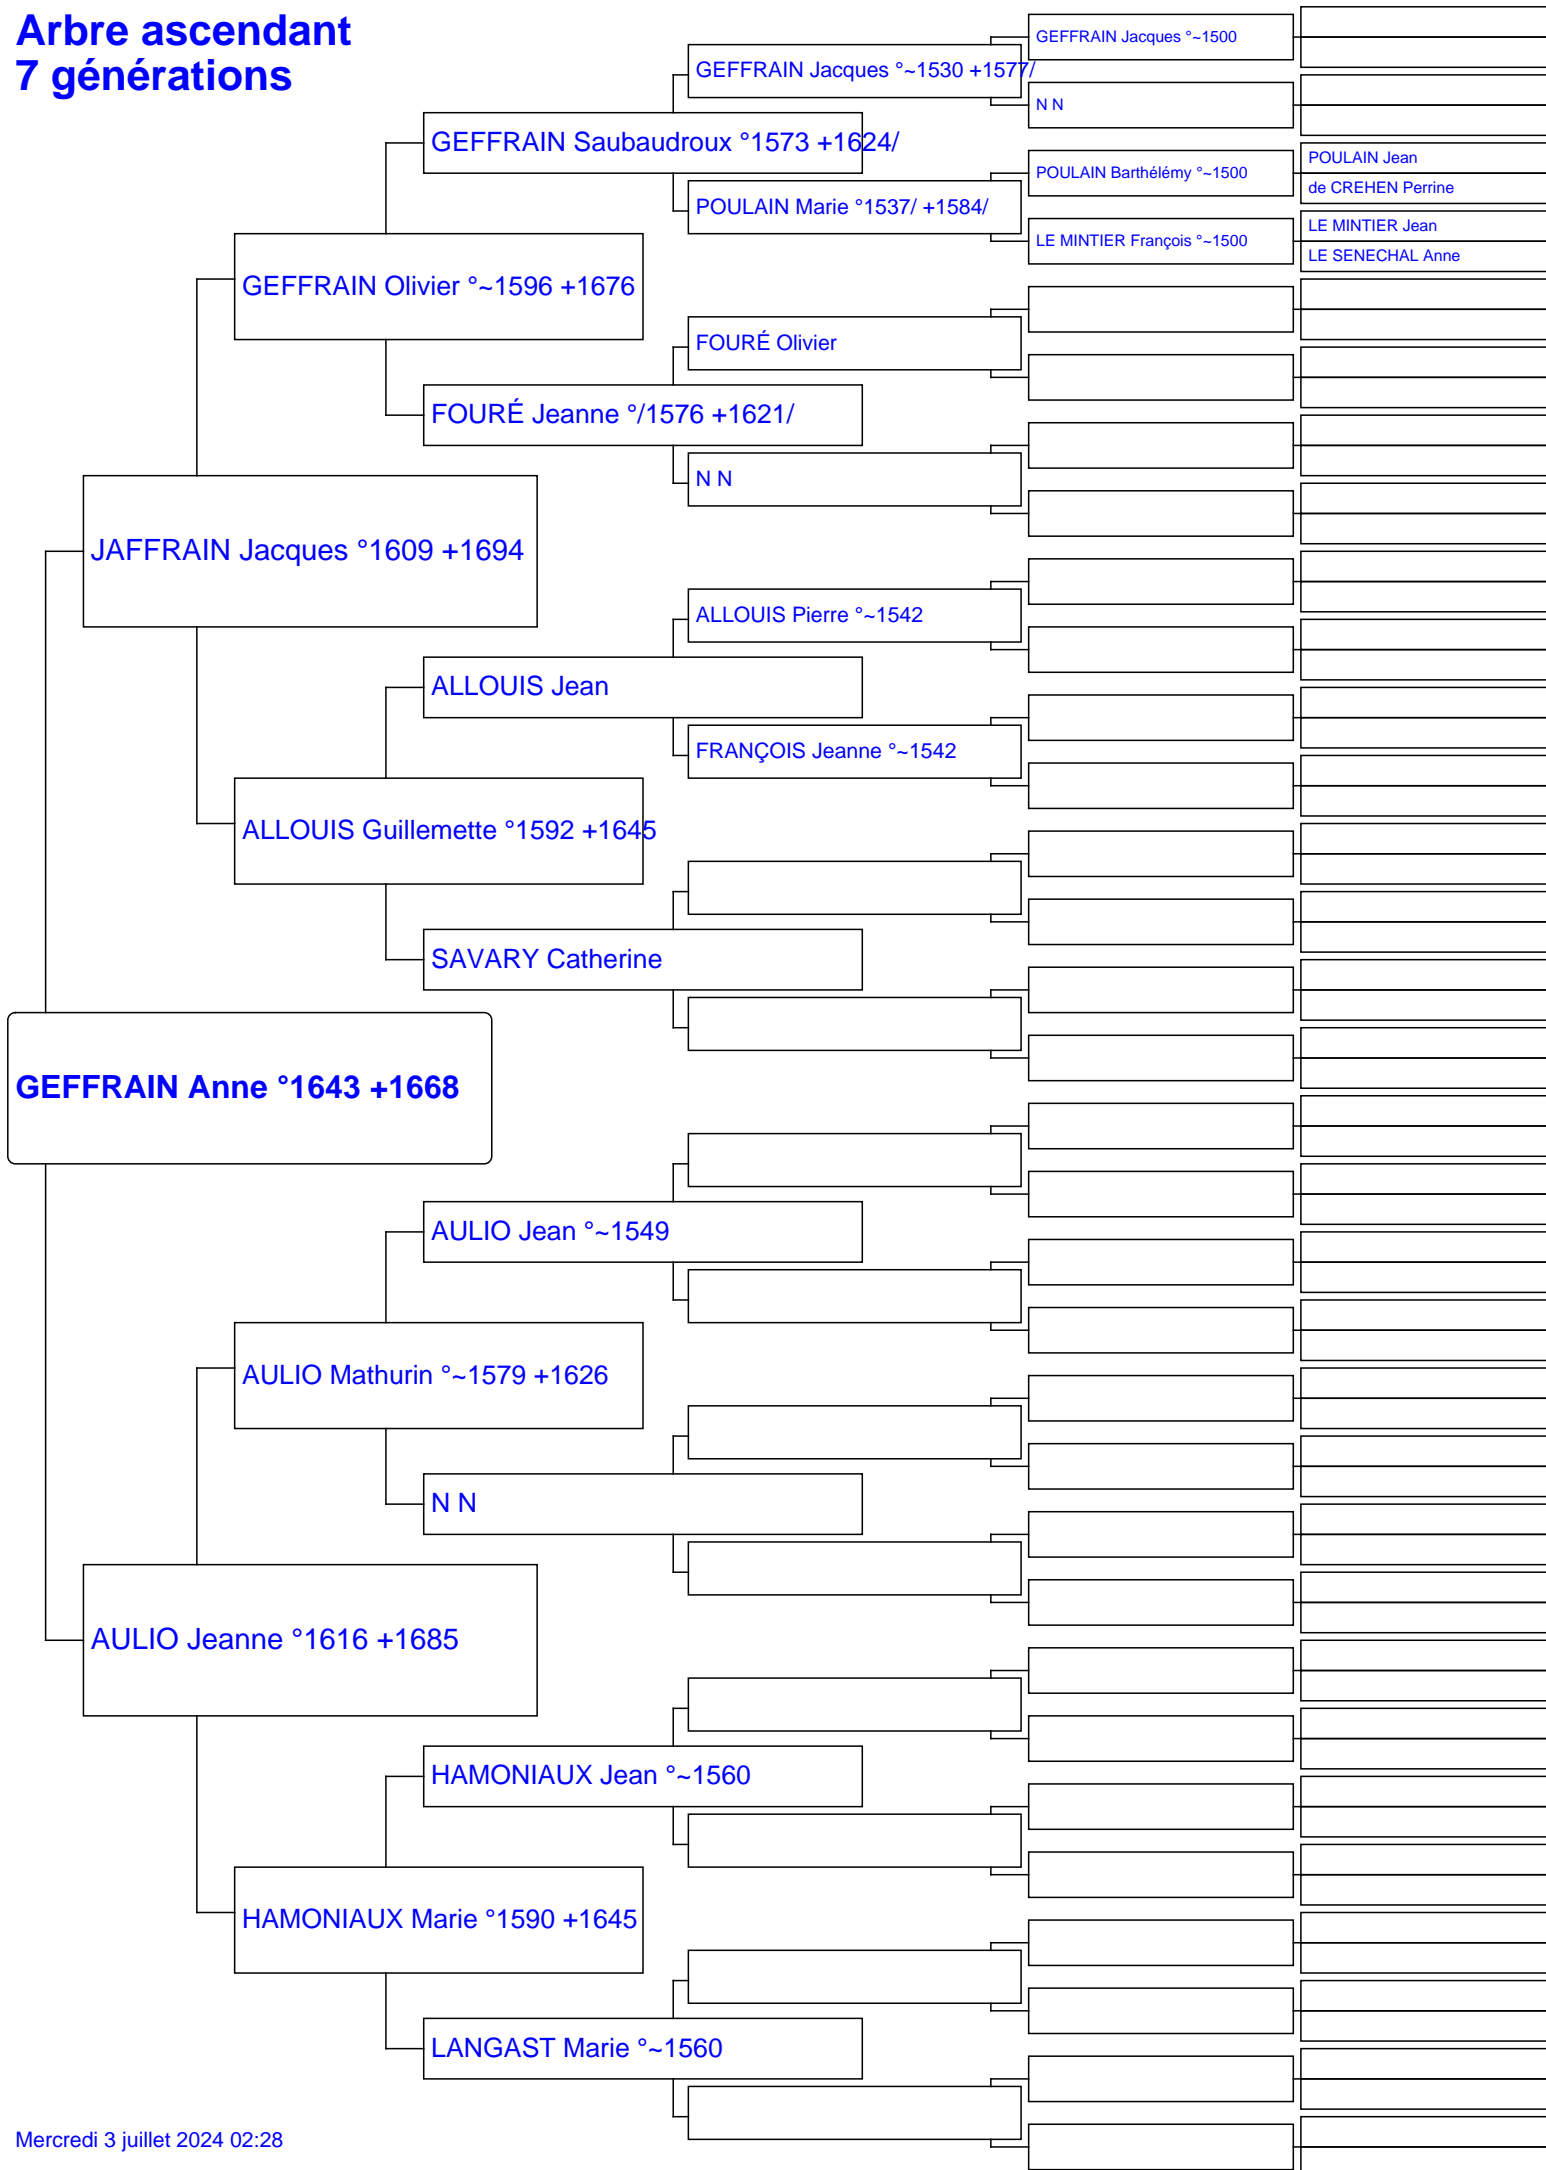 Arbre ascendant
7 générations
GEFFRAIN Jacques °~1500
GEFFRAIN Jacques °~1530 +1577/
N N
GEFFRAIN Saubaudroux °1573 +1624/
POULAIN Jean
POULAIN Barthélémy °~1500
de CREHEN Perrine
POULAIN Marie °1537/ +1584/
LE MINTIER Jean
LE MINTIER François °~1500
LE SENECHAL Anne
GEFFRAIN Olivier °~1596 +1676
FOURÉ Olivier
FOURÉ Jeanne °/1576 +1621/
N N
JAFFRAIN Jacques °1609 +1694
ALLOUIS Pierre °~1542
ALLOUIS Jean
FRANÇOIS Jeanne °~1542
ALLOUIS Guillemette °1592 +1645
SAVARY Catherine
GEFFRAIN Anne °1643 +1668
AULIO Jean °~1549
AULIO Mathurin °~1579 +1626
N N
AULIO Jeanne °1616 +1685
HAMONIAUX Jean °~1560
HAMONIAUX Marie °1590 +1645
LANGAST Marie °~1560
Mercredi 3 juillet 2024 02:28